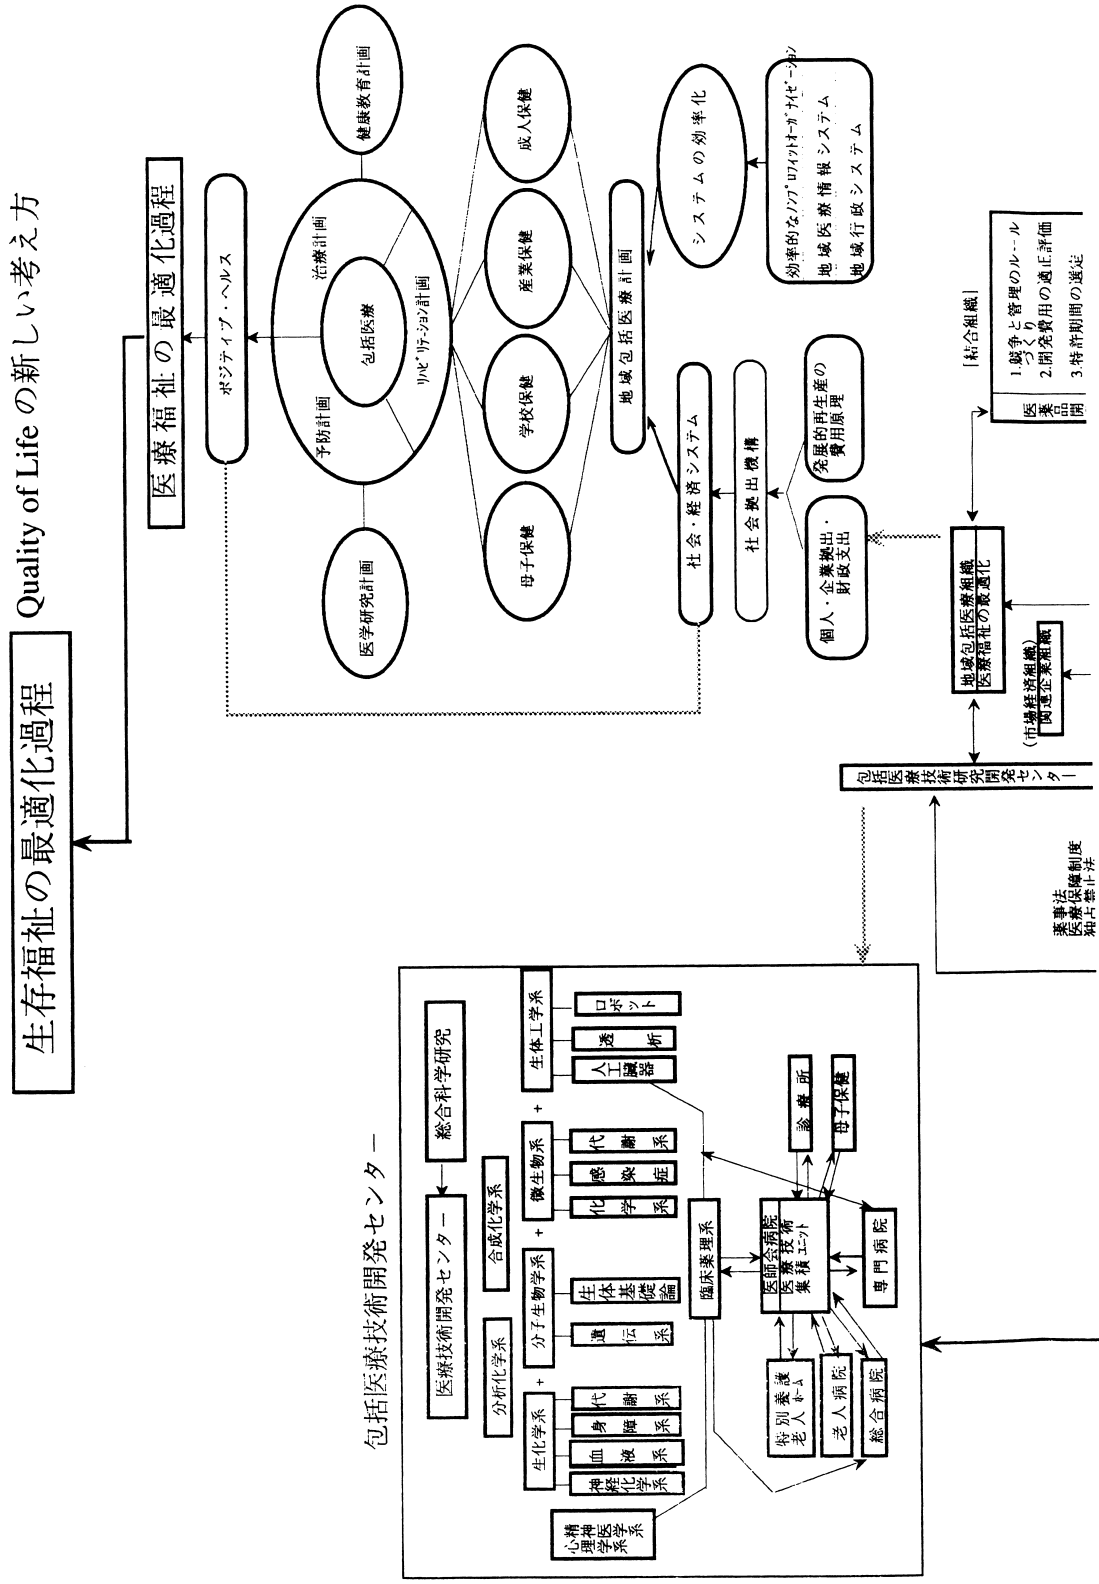 Quality of Life の新しい考え方
生存福祉の最適化過程
医療福祉の最適化過程
ポジティブ・ヘルス
医学研究計画
予防計画
治療計画
包括医療
リハビリテーション計画
健康教育計画
母子保健
学校保健
産業保健
成人保健
地域包括医療計画
社会・経済システム
システムの効率化
社会拠出機構
効率的なノンプロフィットオーガナイゼーション
地域医療情報システム
地域行政システム
個人・企業拠出・
財政支出
発展的再生産の
費用原理
地域包括医療組織
医療福祉の最適化
(市場経済組織)
関連企業組織
[粘合組織]
医
薬
品
開
1.競争と管理のルール
づくり
2.開発費用の適正評価
3.特許期間の選定
包括医療技術研究開発センター
薬事法
医療保障制度
独占禁止法
包括医療技術開発センター
総合科学研究
医療技術開発センター
分析化学系
合成化学系
生化学系
+
分子生物学系
+
微生物系
+
生体工学系
神経化学系
血液系
身障系
代謝系
遺伝系
生体基礎論
化学系
感染症
代謝系
人工臓器
透析
ロボット
精神医学系
心理学系
臨床薬理系
医師会病院
医療技術
集積ユニット
診療所
母子保健
特別養護
老人ホーム
老人病院
総合病院
専門病院